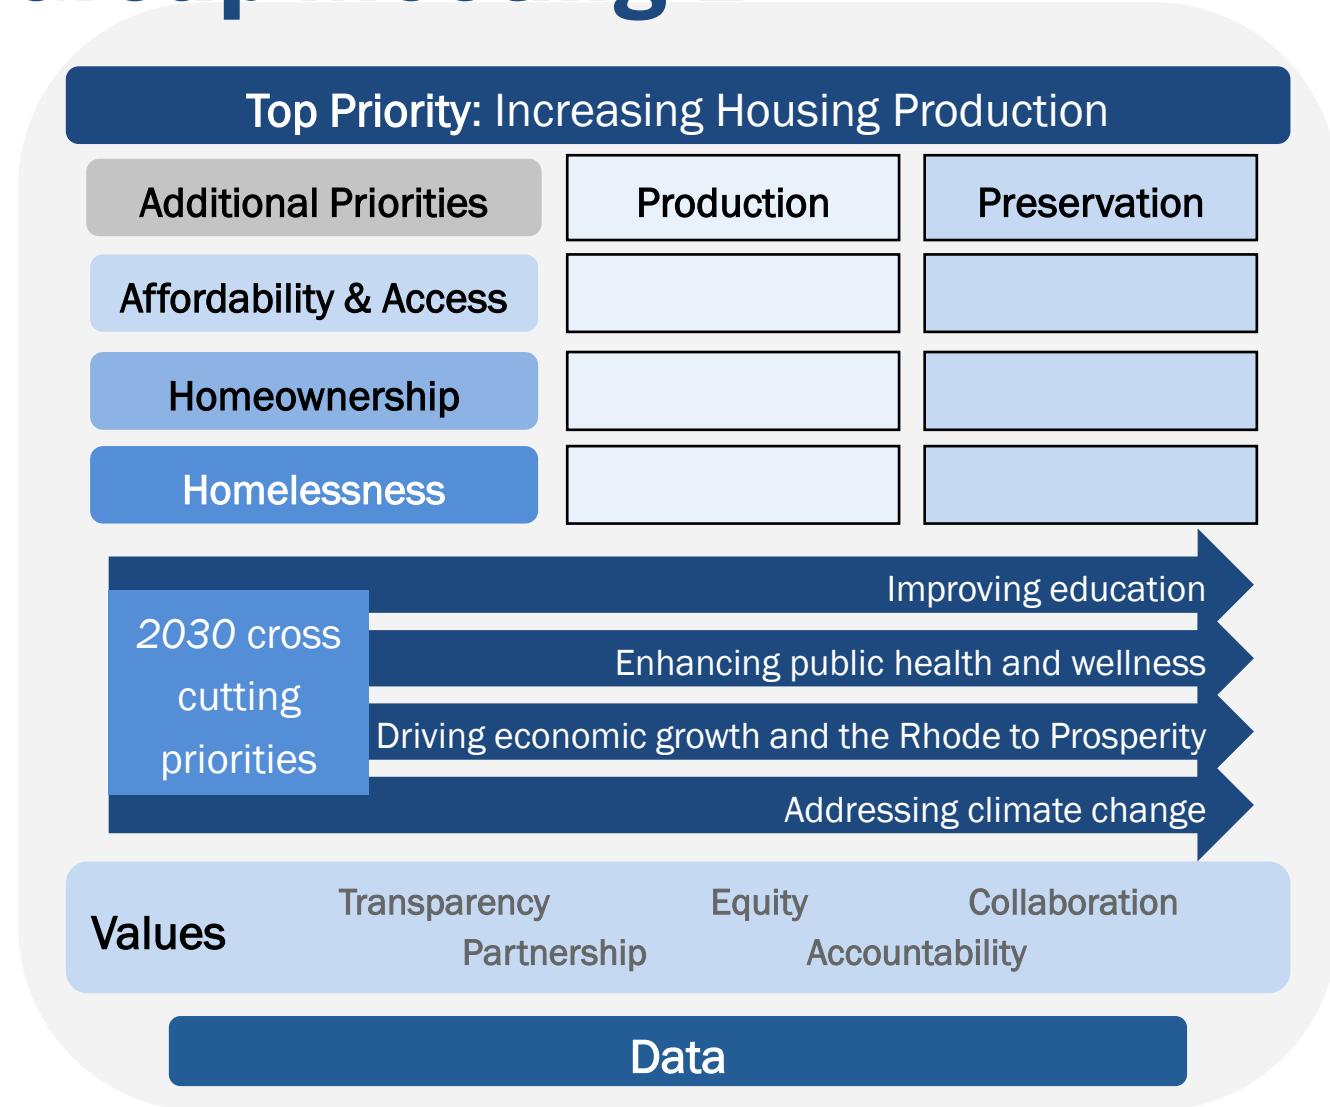 Top Priority: Increasing Housing Production
Additional Priorities
Production
Preservation
Affordability & Access
Homeownership
Homelessness
2030 cross
cutting
priorities
Improving education
Enhancing public health and wellness
Driving economic growth and the Rhode to Prosperity
Addressing climate change
Values
Transparency
Equity
Collaboration
Partnership
Accountability
Data